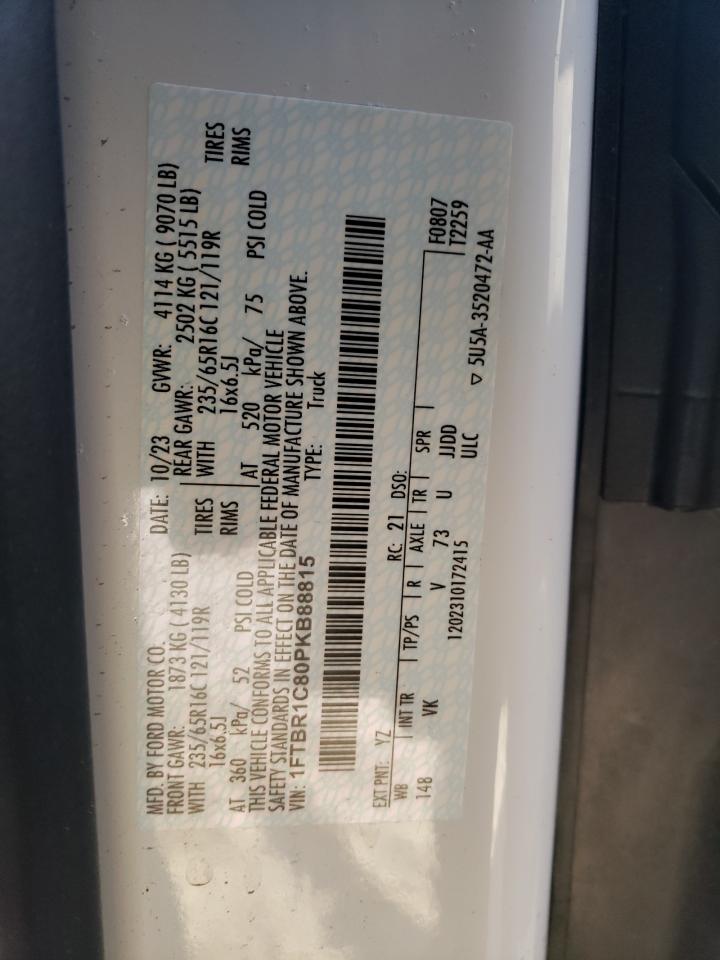 MFD. BY FORD MOTOR CO. DATE: 10/23 GVWR: 4114 KG ( 9070 LB)
FRONT GAWR: 1873 KG ( 4130 LB) REAR GAWR: 2502 KG ( 5515 LB)
WITH 235/65R16C 121/119R TIRES WITH 235/65R16C 121/119R TIRES
16x6.5J RIMS 16x6.5J RIMS
AT 360 kPa/ 52 PSI COLD AT 520 kPa/ 75 PSI COLD
THIS VEHICLE CONFORMS TO ALL APPLICABLE FEDERAL MOTOR VEHICLE
SAFETY STANDARDS IN EFFECT ON THE DATE OF MANUFACTURE SHOWN ABOVE.
VIN: 1FTBR1C80PKB88815 TYPE: Truck
EXT PNT: YZ RC: 21 DSO:
WB INT TR TP/PS R AXLE TR SPR F0807
148 VK V 73 U JJDD T2259
1202310172415 ULC
▽ 5U5A-3520472-AA